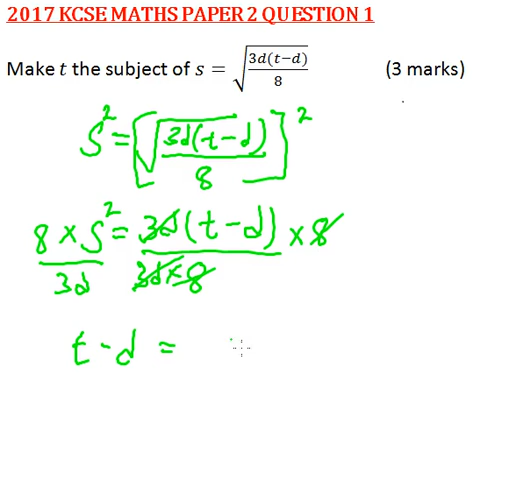 2017 KCSE MATHS PAPER 2 QUESTION 1
Make t the subject of s = √(3d(t−d)/8) (3 marks)
S² = [√(3d(t-d)/8)]²
8 × S²/3d = 3d(t-d) × 8/3d×8
t - d =